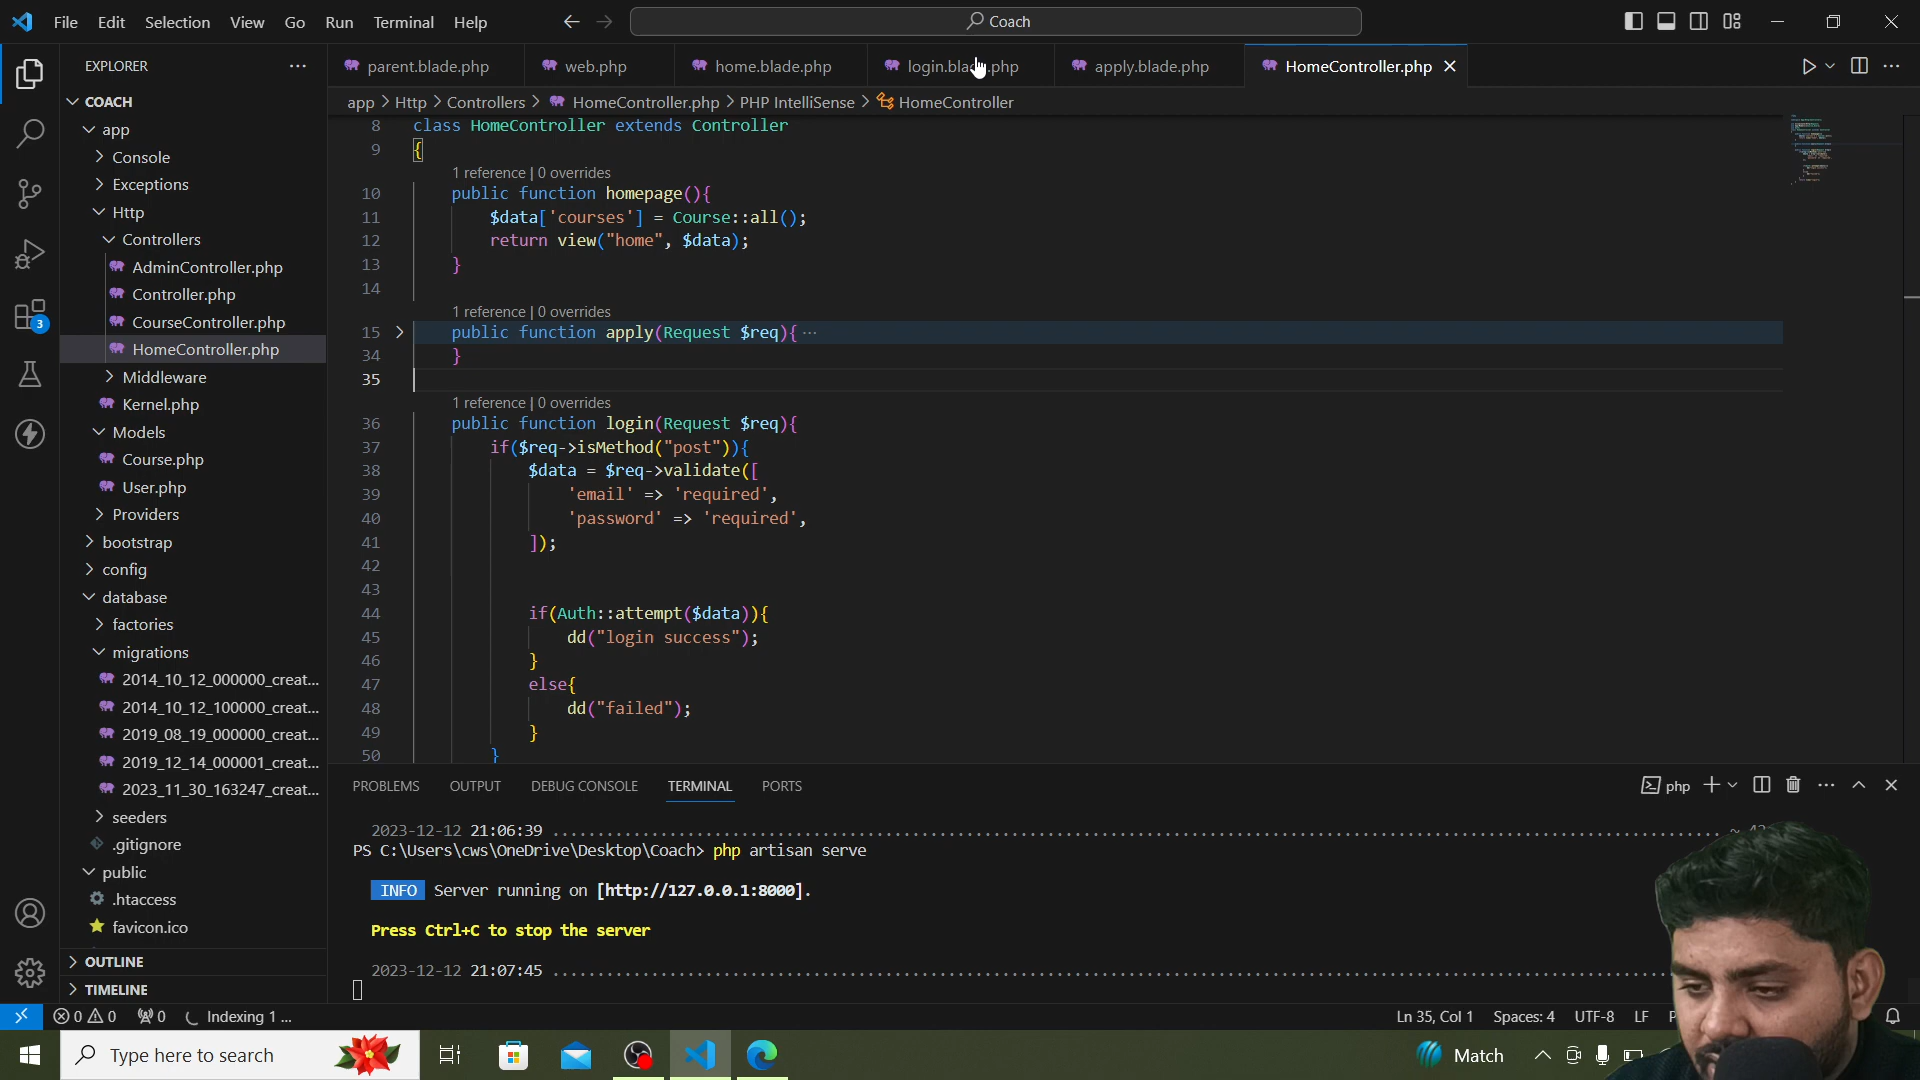 File Edit Selection View Go Run Terminal Help
Coach
EXPLORER
parent.blade.php
web.php
home.blade.php
apply.blade.php
HomeController.php
app > Http > Controllers > HomeController.php > PHP IntelliSense > HomeController
COACH
app
Console
Exceptions
Http
Controllers
AdminController.php
Controller.php
CourseController.php
HomeController.php
Middleware
Kernel.php
Models
Course.php
User.php
Providers
bootstrap
config
database
factories
migrations
2014_10_12_000000_creat...
2014_10_12_100000_creat...
2019_08_19_000000_creat...
2019_12_14_000001_creat...
2023_11_30_163247_creat...
seeders
.gitignore
public
.htaccess
favicon.ico
OUTLINE
TIMELINE
8 class HomeController extends Controller
9 {
1 reference | 0 overrides
10 public function homepage(){
11 $data['courses'] = Course::all();
12 return view("home", $data);
13 }
14
1 reference | 0 overrides
15 public function apply(Request $req){ ...
34 }
35
1 reference | 0 overrides
36 public function login(Request $req){
37 if($req->isMethod("post")){
38 $data = $req->validate([
39 'email' => 'required',
40 'password' => 'required',
41 ]);
42
43
44 if(Auth::attempt($data)){
45 dd("login success");
46 }
47 else{
48 dd("failed");
49 }
50 }
PROBLEMS OUTPUT DEBUG CONSOLE TERMINAL PORTS
php
2023-12-12 21:06:39 ...
PS C:\Users\cws\OneDrive\Desktop\Coach> php artisan serve
INFO Server running on [http://127.0.0.1:8000].
Press Ctrl+C to stop the server
2023-12-12 21:07:45 ...
0 0 0 Indexing 1 ...
Ln 35, Col 1 Spaces: 4 UTF-8 LF
3
Type here to search
Match